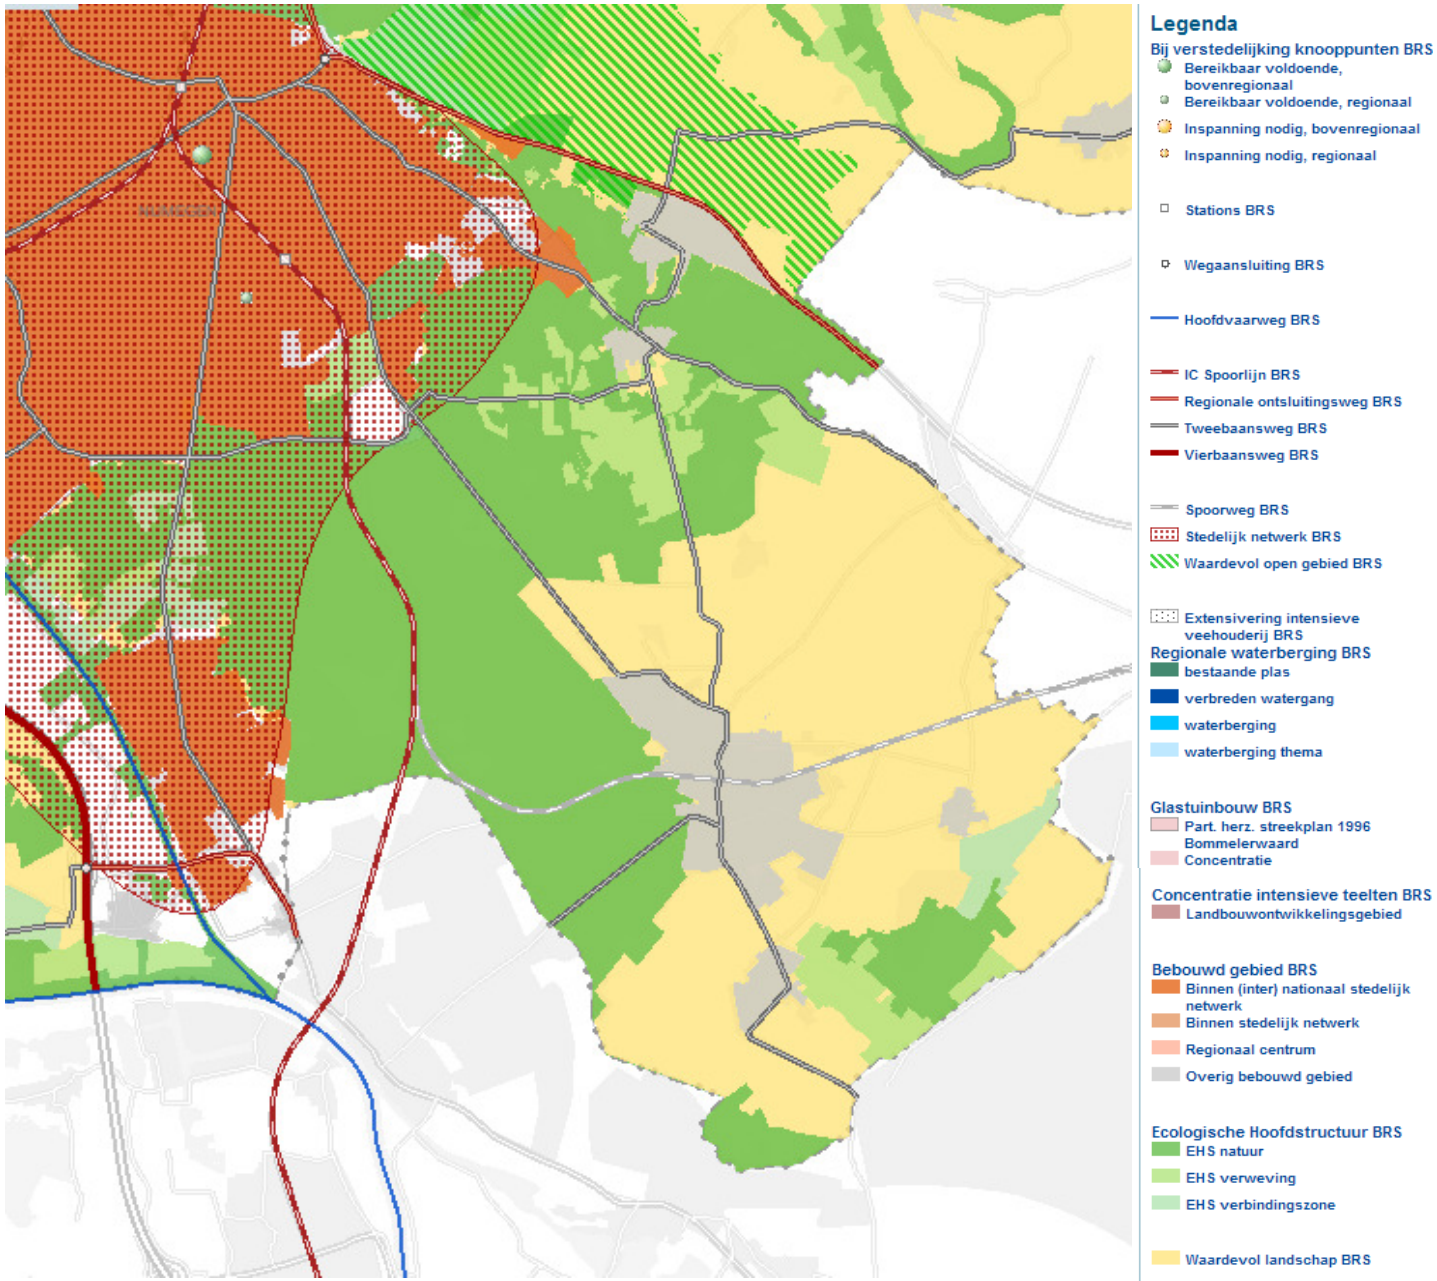 Legenda
Bij verstedelijking knooppunten BRS
Bereikbaar voldoende,
bovenregionaal
Bereikbaar voldoende, regionaal
Inspanning nodig, bovenregionaal
Inspanning nodig, regionaal
Stations BRS
Wegaansluiting BRS
Hoofdvaarweg BRS
IC Spoorlijn BRS
Regionale ontsluitingsweg BRS
Tweebaansweg BRS
Vierbaansweg BRS
Spoorweg BRS
Stedelijk netwerk BRS
Waardevol open gebied BRS
Extensivering intensieve
veehouderij BRS
Regionale waterberging BRS
bestaande plas
verbreden watergang
waterberging
waterberging thema
Glastuinbouw BRS
Part. herz. streekplan 1996
Bommelerwaard
Concentratie
Concentratie intensieve teelten BRS
Landbouwontwikkelingsgebied
Bebouwd gebied BRS
Binnen (inter) nationaal stedelijk
netwerk
Binnen stedelijk netwerk
Regionaal centrum
Overig bebouwd gebied
Ecologische Hoofdstructuur BRS
EHS natuur
EHS verweving
EHS verbindingszone
Waardevol landschap BRS